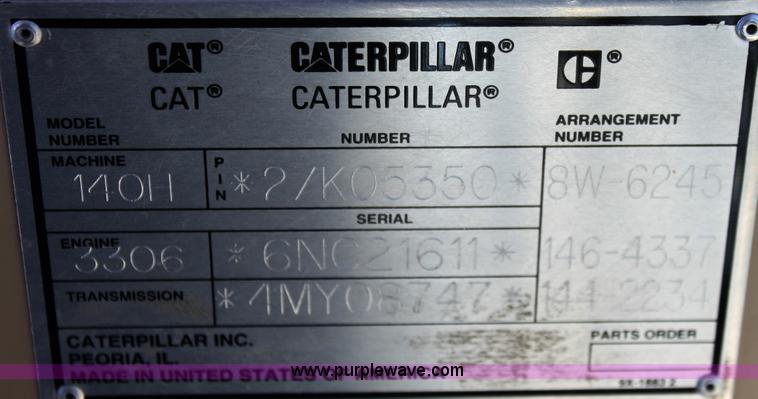 CAT® CATERPILLAR® C®
CAT® CATERPILLAR®
MODEL NUMBER NUMBER ARRANGEMENT NUMBER
MACHINE 140H PIN *2/K05350* 8W-6245
SERIAL
ENGINE 3306 *6NC21611* 146-4337
TRANSMISSION *4MY08747* 144-2234
CATERPILLAR INC. PARTS ORDER
PEORIA, IL.
MADE IN UNITED STATES OF AMERICA
www.purplewave.com